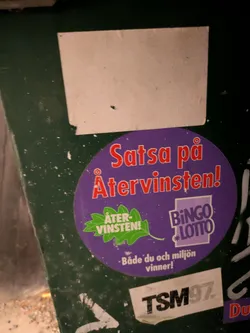 Satsa på
Återvinsten!
ÅTER-
VINSTEN!
BiNGO
LOTTO
Både du och miljön
vinner!
TSM97.